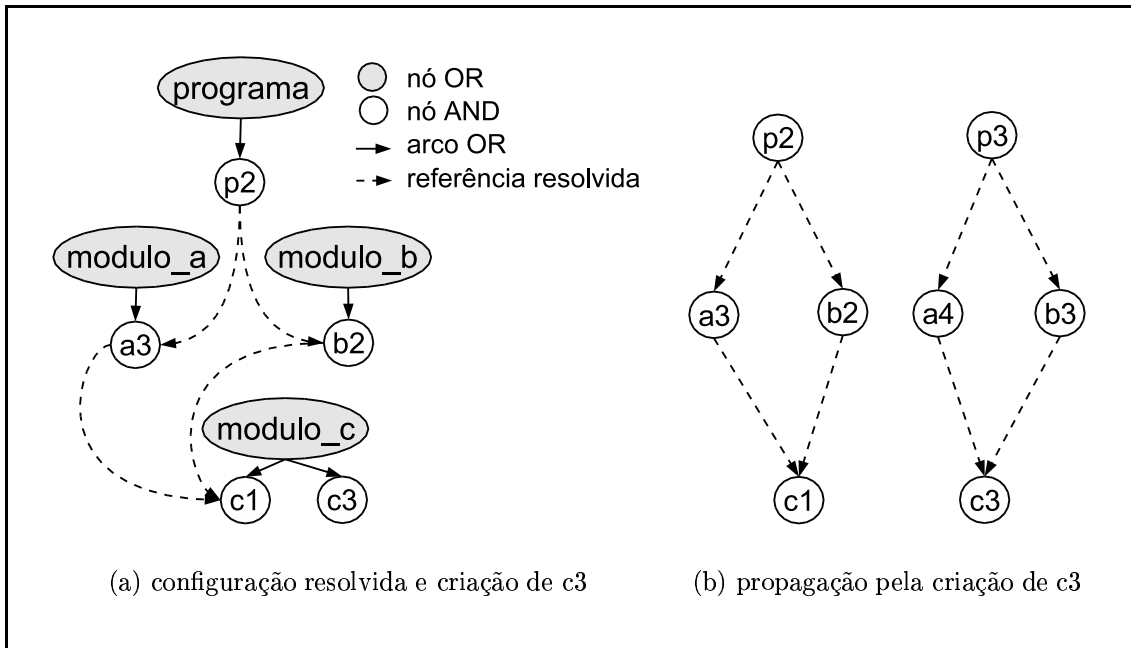 programa
nó OR
nó AND
arco OR
referência resolvida
p2
modulo_a
modulo_b
a3
b2
modulo_c
c1
c3
(a) configuração resolvida e criação de c3
p2
p3
a3
b2
a4
b3
c1
c3
(b) propagação pela criação de c3